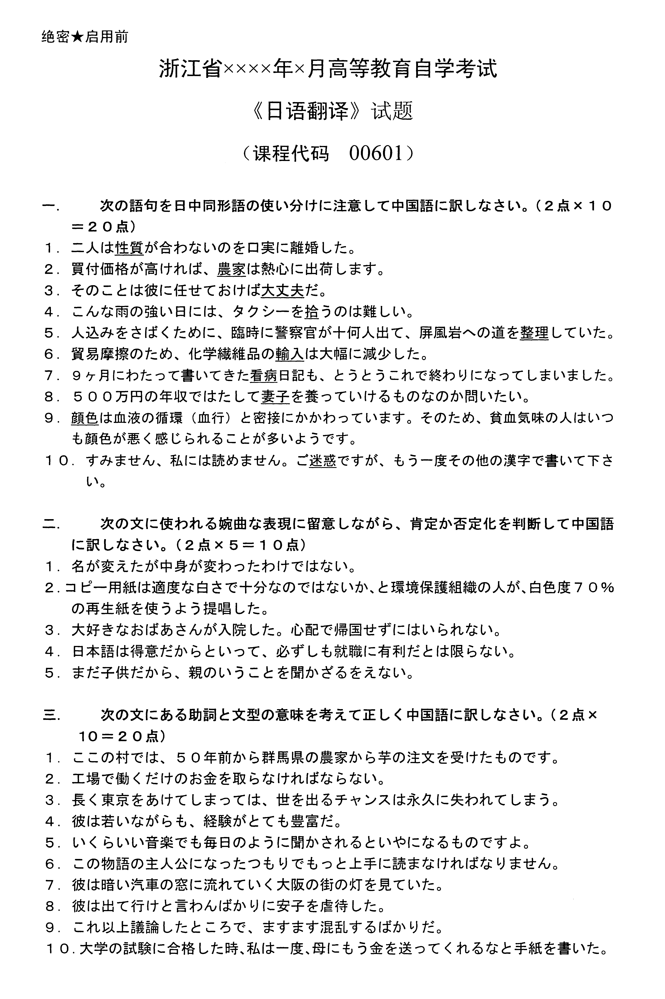 绝密★启用前
浙江省××××年×月高等教育自学考试
《日语翻译》试题
（课程代码　00601）
一.　　次の語句を日中同形語の使い分けに注意して中国語に訳しなさい。（２点×１０
＝２０点）
１. 二人は性質が合わないのを口実に離婚した。
２. 買付価格が高ければ、農家は熱心に出荷します。
３. そのことは彼に任せておけば大丈夫だ。
４. こんな雨の強い日には、タクシーを拾うのは難しい。
５. 人込みをさばくために、臨時に警察官が十何人出て、屏風岩への道を整理していた。
６. 貿易摩擦のため、化学繊維品の輸入は大幅に減少した。
７. ９ヶ月にわたって書いてきた看病日記も、とうとうこれで終わりになってしまいました。
８. ５００万円の年収ではたして妻子を養っていけるものなのか問いたい。
９. 顔色は血液の循環（血行）と密接にかかわっています。そのため、貧血気味の人はいつ
も顔色が悪く感じられることが多いようです。
１０. すみません、私には読めません。ご迷惑ですが、もう一度その他の漢字で書いて下さ
い。
二.　　次の文に使われる婉曲な表現に留意しながら、肯定か否定化を判断して中国語
に訳しなさい。（２点×５＝１０点）
１. 名が変えたが中身が変わったわけではない。
２. コピー用紙は適度な白さで十分なのではないか、と環境保護組織の人が、白色度７０％
の再生紙を使うよう提唱した。
３. 大好きなおばあさんが入院した。心配で帰国せずにはいられない。
４. 日本語は得意だからといって、必ずしも就職に有利だとは限らない。
５. まだ子供だから、親のいうことを聞かざるをえない。
三.　　次の文にある助詞と文型の意味を考えて正しく中国語に訳しなさい。（２点×
10＝２０点）
１. ここの村では、５０年前から群馬県の農家から芋の注文を受けたものです。
２. 工場で働くだけのお金を取らなければならない。
３. 長く東京をあけてしまっては、世を出るチャンスは永久に失われてしまう。
４. 彼は若いながらも、経験がとても豊富だ。
５. いくらいい音楽でも毎日のように聞かされるといやになるものですよ。
６. この物語の主人公になったつもりでもっと上手に読まなければなりません。
７. 彼は暗い汽車の窓に流れていく大阪の街の灯を見ていた。
８. 彼は出て行けと言わんばかりに安子を虐待した。
９. これ以上議論したところで、ますます混乱するばかりだ。
１０. 大学の試験に合格した時、私は一度、母にもう金を送ってくれるなと手紙を書いた。